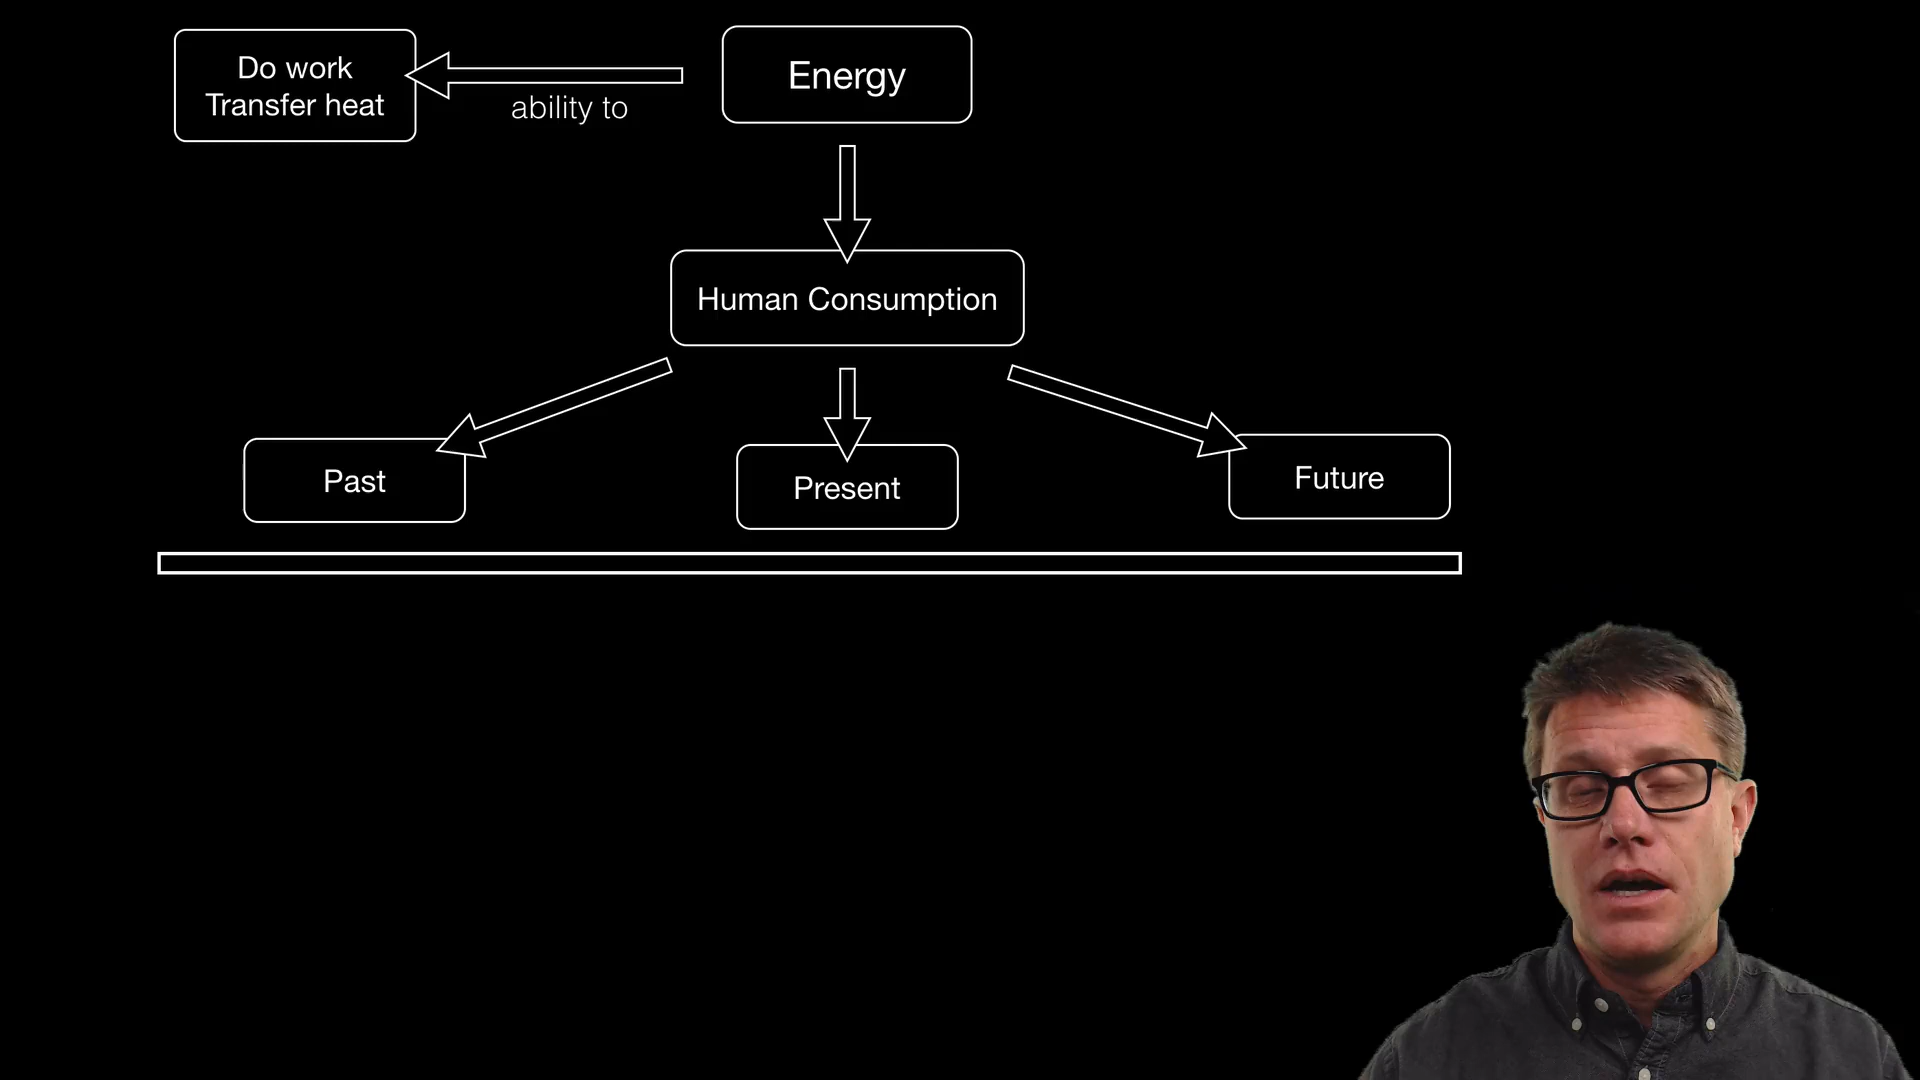 Do work
Transfer heat
ability to
Energy
Human Consumption
Past
Present
Future